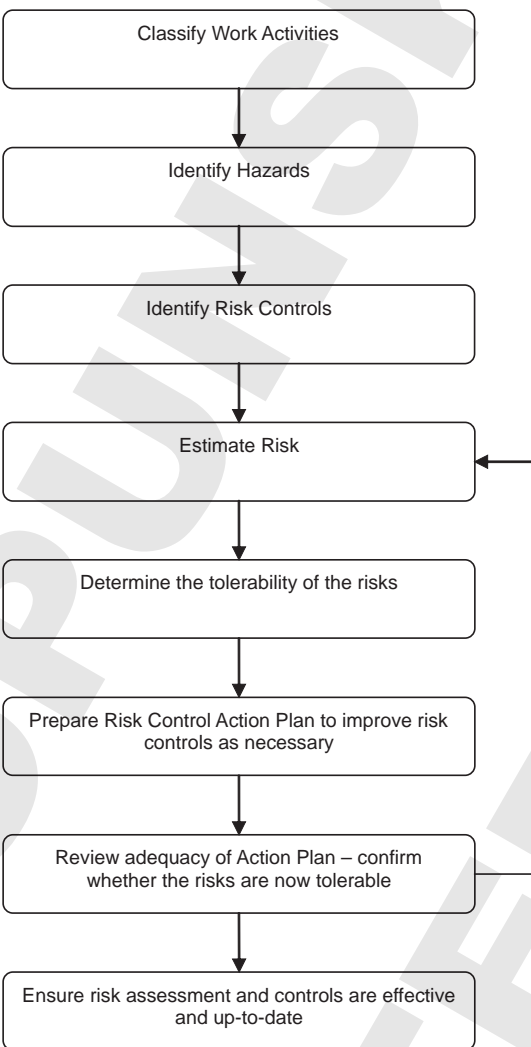 Classify Work Activities
Identify Hazards
Identify Risk Controls
Estimate Risk
Determine the tolerability of the risks
Prepare Risk Control Action Plan to improve risk
controls as necessary
Review adequacy of Action Plan – confirm
whether the risks are now tolerable
Ensure risk assessment and controls are effective
and up-to-date